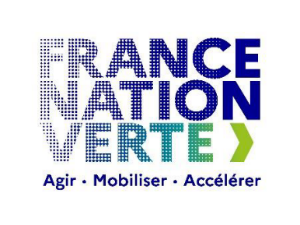 FRANCE
NATION
VERTE
Agir • Mobiliser • Accélérer